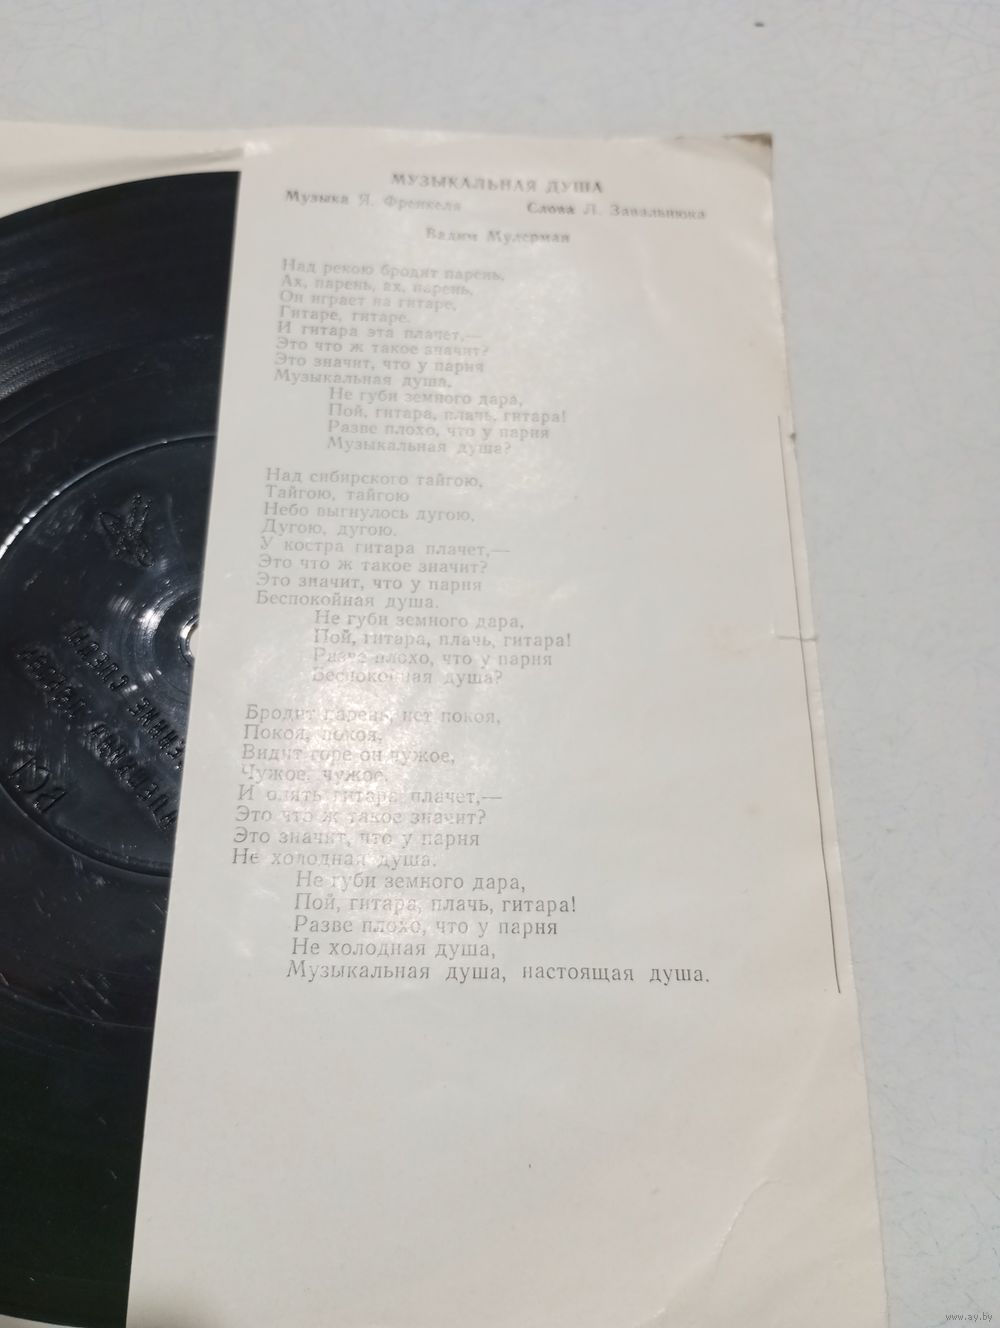 МУЗЫКАЛЬНАЯ ДУША
Музыка Я. Френкеля Слова Л. Завальнюка
Вадим Мулерман
Над рекою бродит парень,
Ах, парень, ах, парень,
Он играет на гитаре,
Гитаре, гитаре.
И гитара эта плачет,—
Это что ж такое значит?
Это значит, что у парня
Музыкальная душа.
Не губи земного дара,
Пой, гитара, плачь, гитара!
Разве плохо, что у парня
Музыкальная душа?
Над сибирского тайгою,
Тайгою, тайгою
Небо выгнулось дугою,
Дугою, дугою.
У костра гитара плачет,—
Это что ж такое значит?
Это значит, что у парня
Беспокойная душа.
Не губи земного дара,
Пой, гитара, плачь, гитара!
Разве плохо, что у парня
Беспокойная душа?
Бродит парень, нет покоя,
Покоя, покоя,
Видит горе он чужое,
Чужое, чужое.
И опять гитара плачет,—
Это что ж такое значит?
Это значит, что у парня
Не холодная душа.
Не губи земного дара,
Пой, гитара, плачь, гитара!
Разве плохо, что у парня
Не холодная душа,
Музыкальная душа, настоящая душа.
www.ay.by